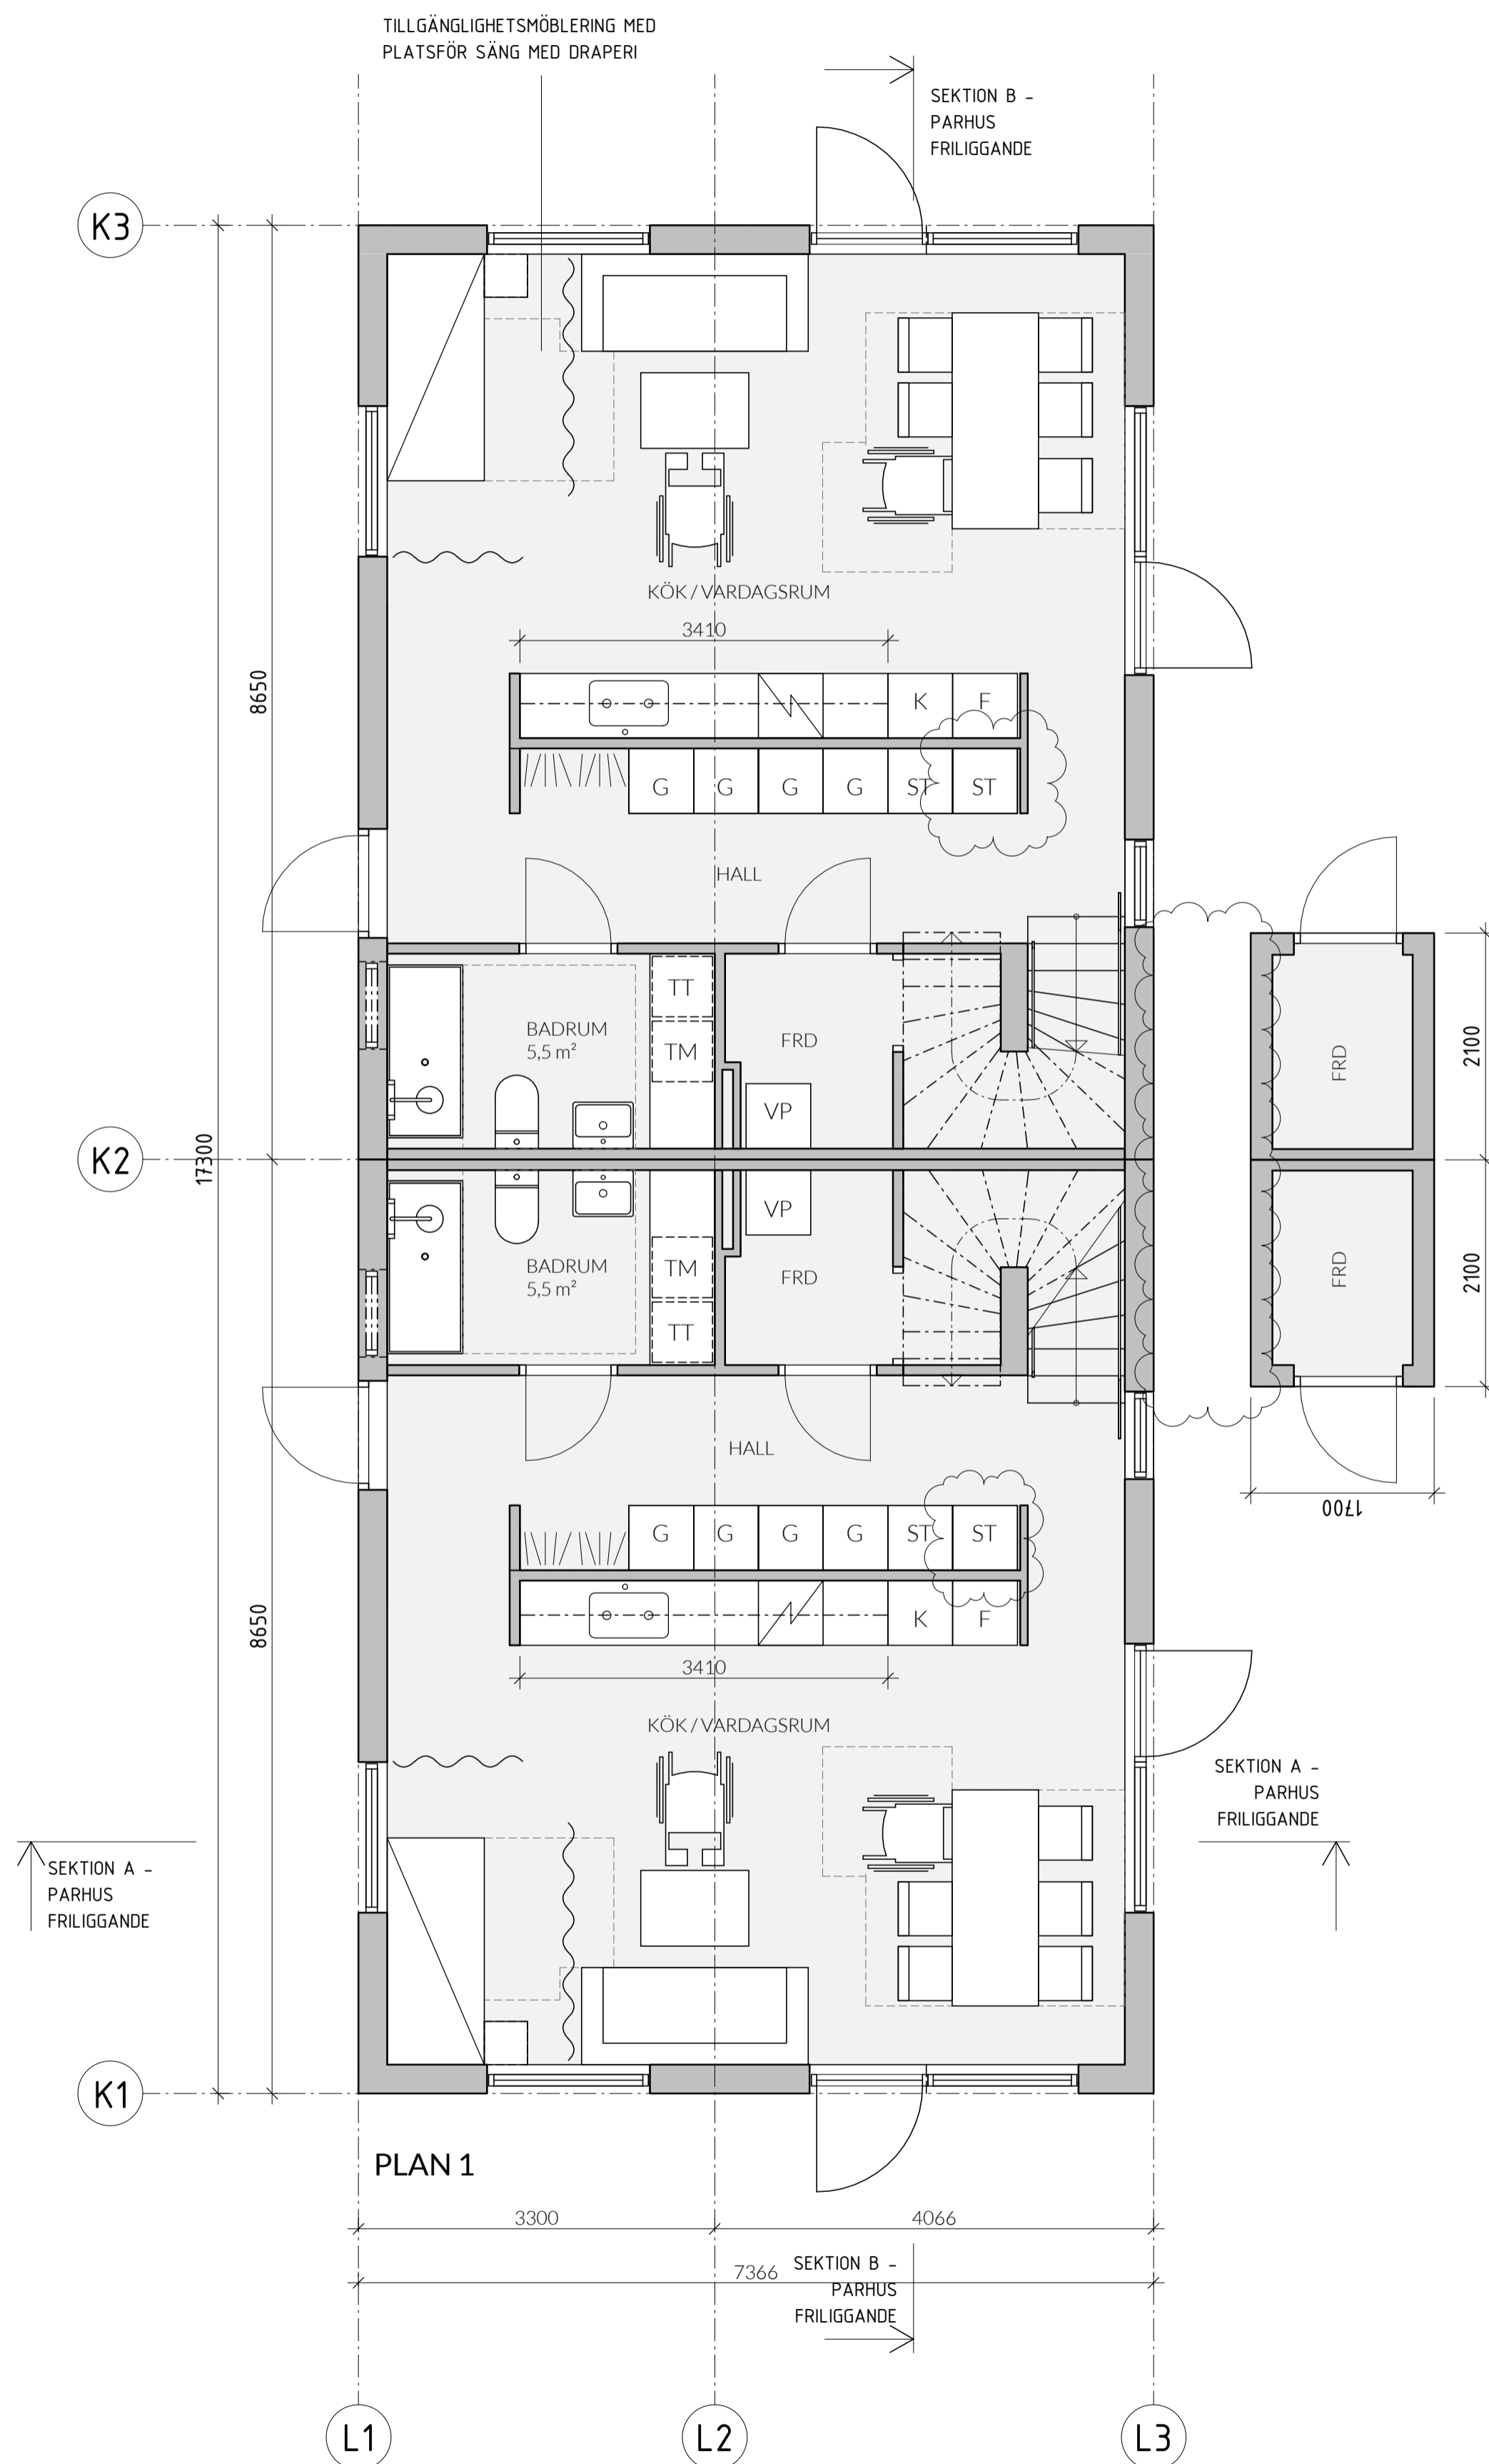 TILLGÄNGLIGHETSMÖBLERING MED
PLATSFÖR SÄNG MED DRAPERI
SEKTION B -
PARHUS
FRILIGGANDE
K3
8650
17300
KÖK / VARDAGSRUM
3410
K
F
G
G
G
G
ST
ST
HALL
BADRUM
5,5 m²
TT
TM
FRD
VP
FRD
2100
K2
BADRUM
5,5 m²
TM
TT
VP
FRD
FRD
2100
1700
HALL
G
G
G
G
ST
ST
K
F
3410
8650
KÖK / VARDAGSRUM
SEKTION A -
PARHUS
FRILIGGANDE
SEKTION A -
PARHUS
FRILIGGANDE
K1
PLAN 1
3300
4066
7366
SEKTION B -
PARHUS
FRILIGGANDE
L1
L2
L3